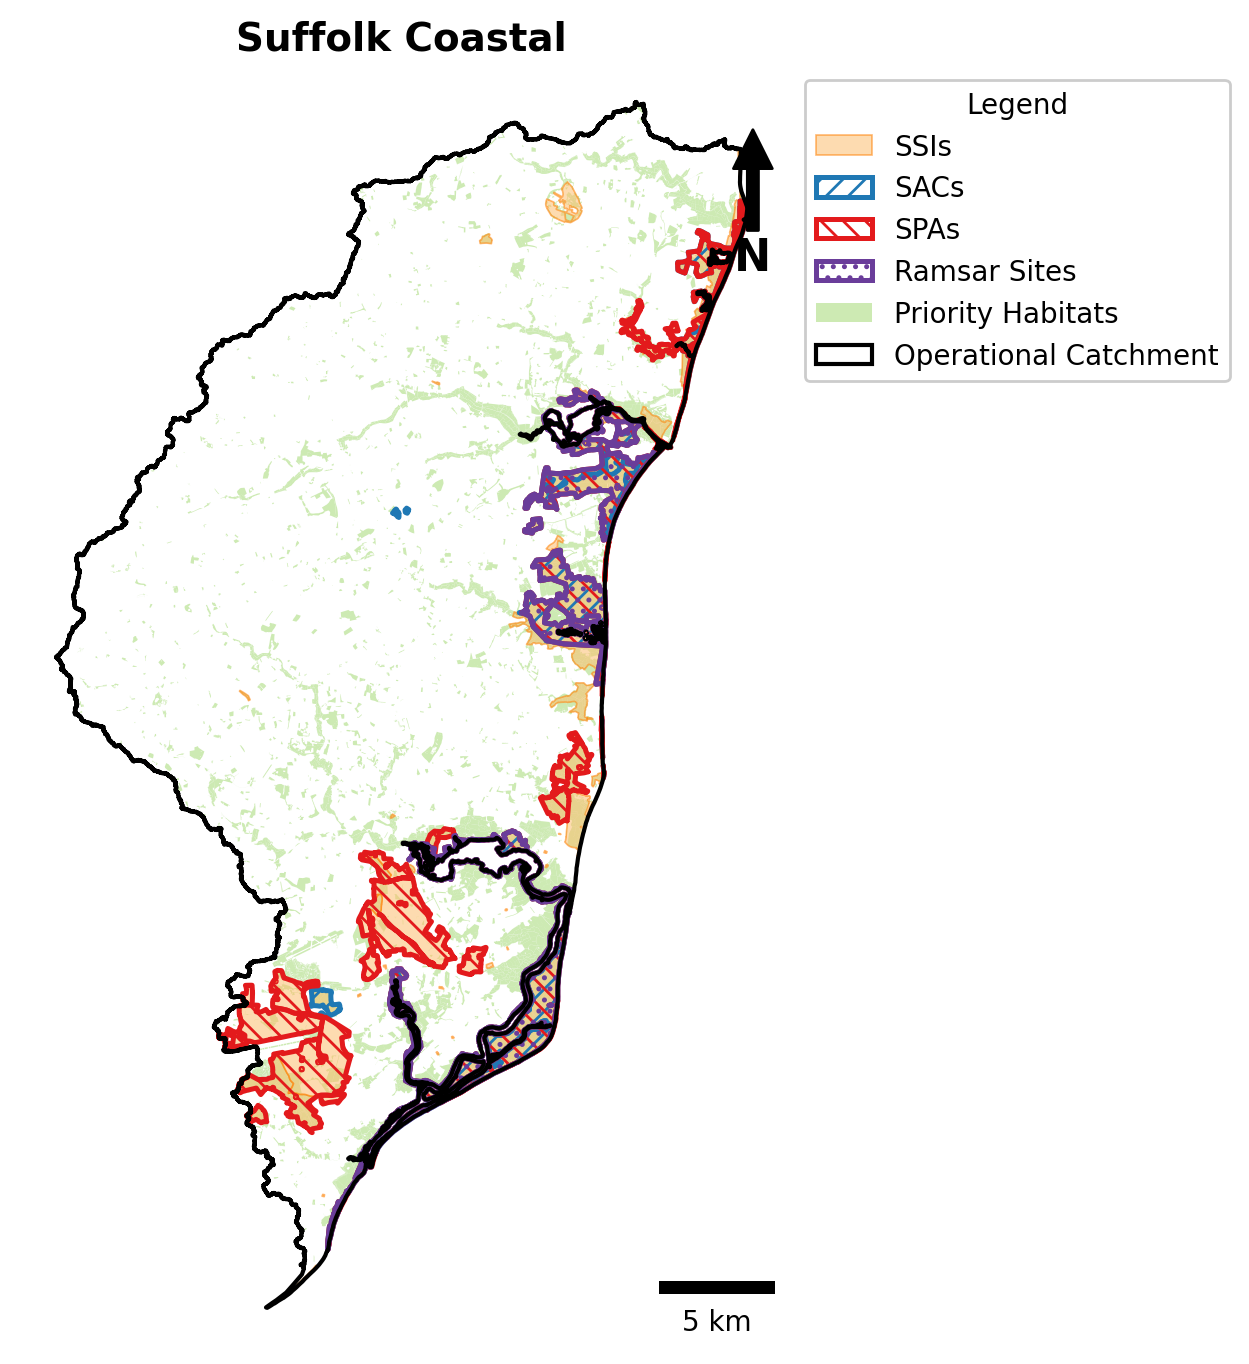 Suffolk Coastal
Legend
SSIs
SACs
SPAs
Ramsar Sites
Priority Habitats
Operational Catchment
N
5 km